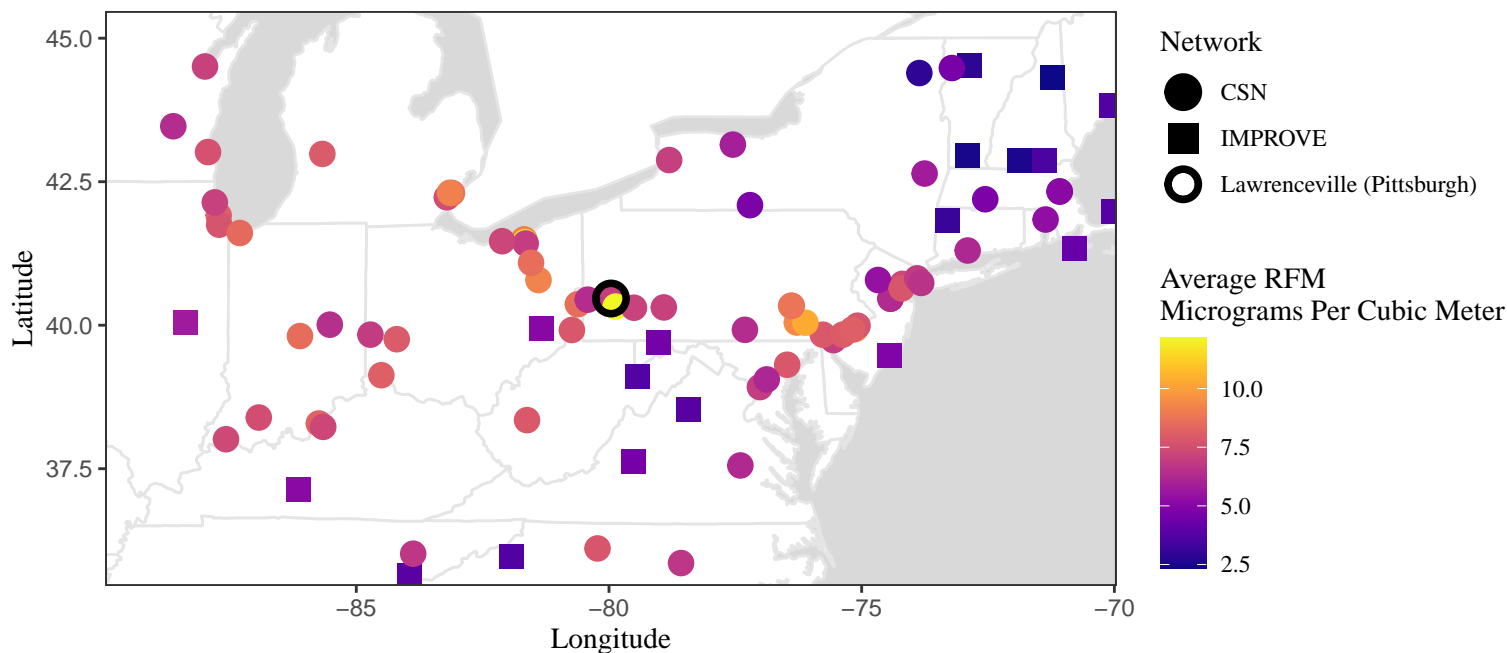 45.0
42.5
40.0
37.5
Latitude
−85
−80
−75
−70
Longitude
Network
CSN
IMPROVE
Lawrenceville (Pittsburgh)
Average RFM
Micrograms Per Cubic Meter
10.0
7.5
5.0
2.5